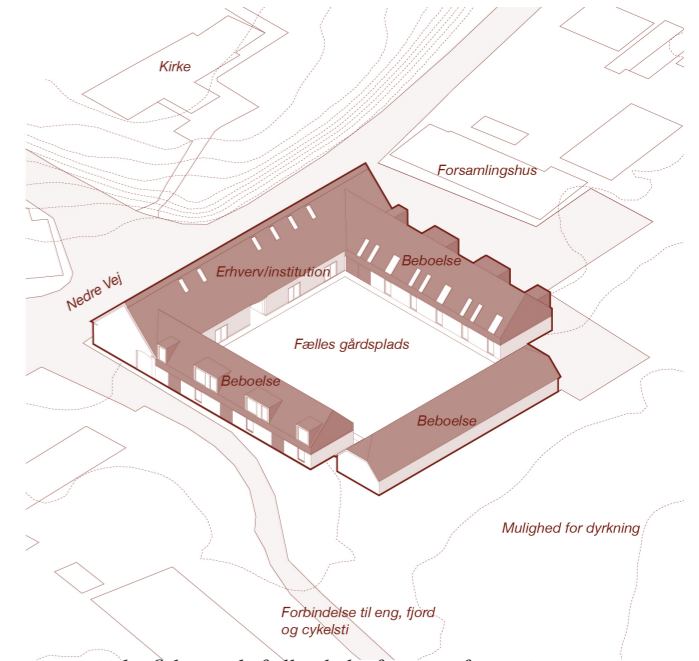 Kirke
Forsamlingshus
Beboelse
Erhverv/institution
Nedre Vej
Fælles gårdsplads
Beboelse
Beboelse
Mulighed for dyrkning
Forbindelse til eng, fjord
og cykelsti